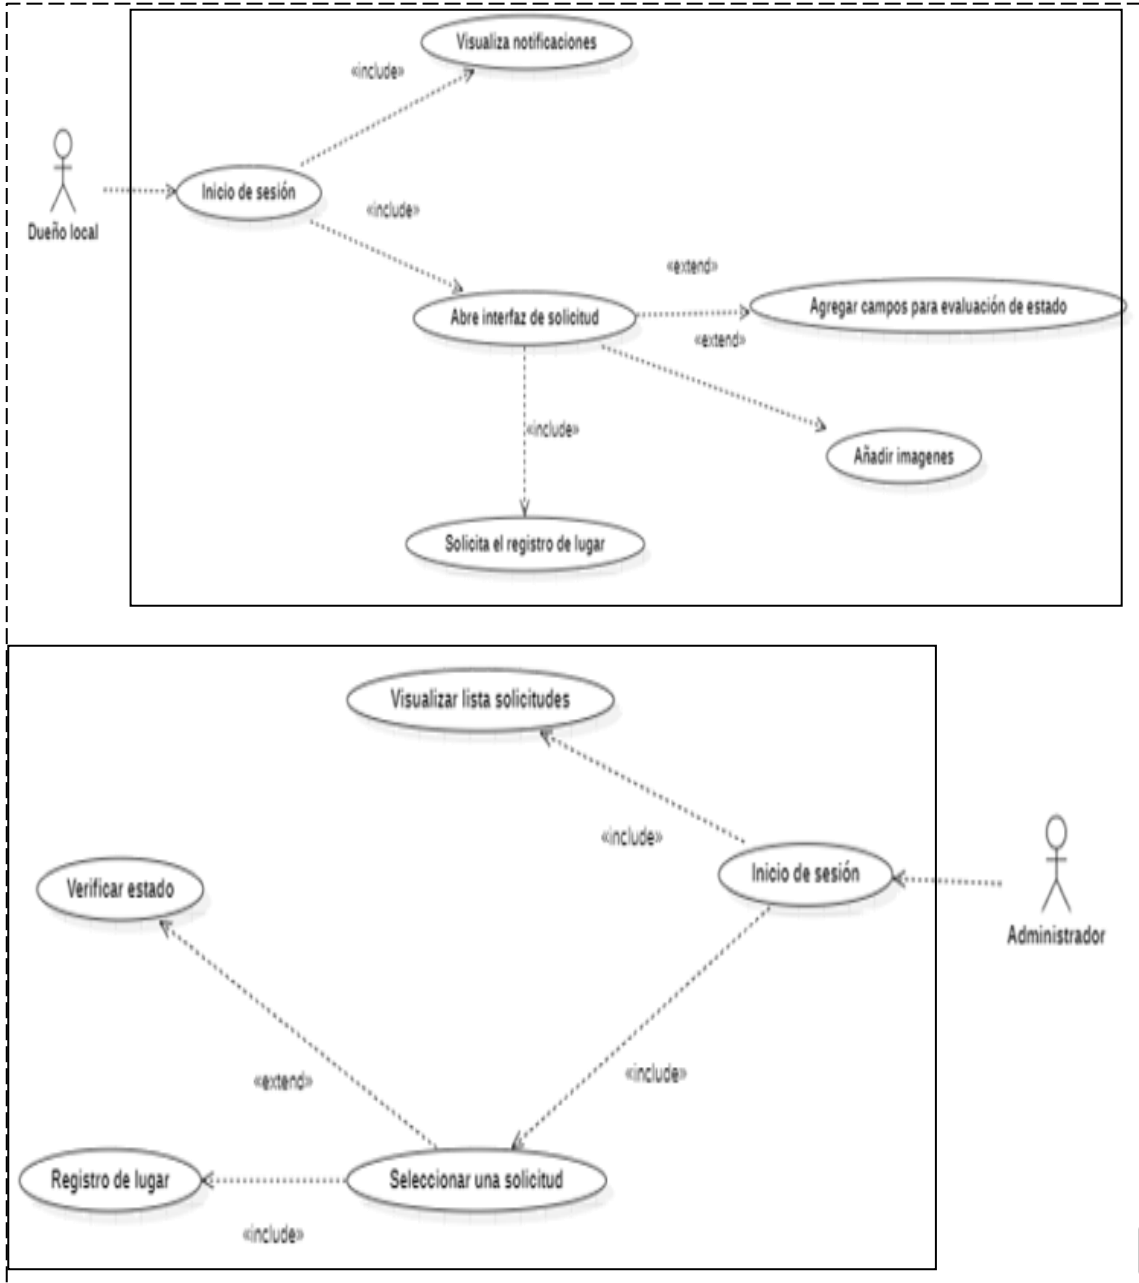 Visualiza notificaciones
«include»
Inicio de sesión
Dueño local
«include»
«extend»
Agregar campos para evaluación de estado
Abre interfaz de solicitud
«extend»
«include»
Añadir imagenes
Solicita el registro de lugar
Visualizar lista solicitudes
«include»
Inicio de sesión
Verificar estado
Administrador
«include»
«extend»
Registro de lugar
Seleccionar una solicitud
«include»